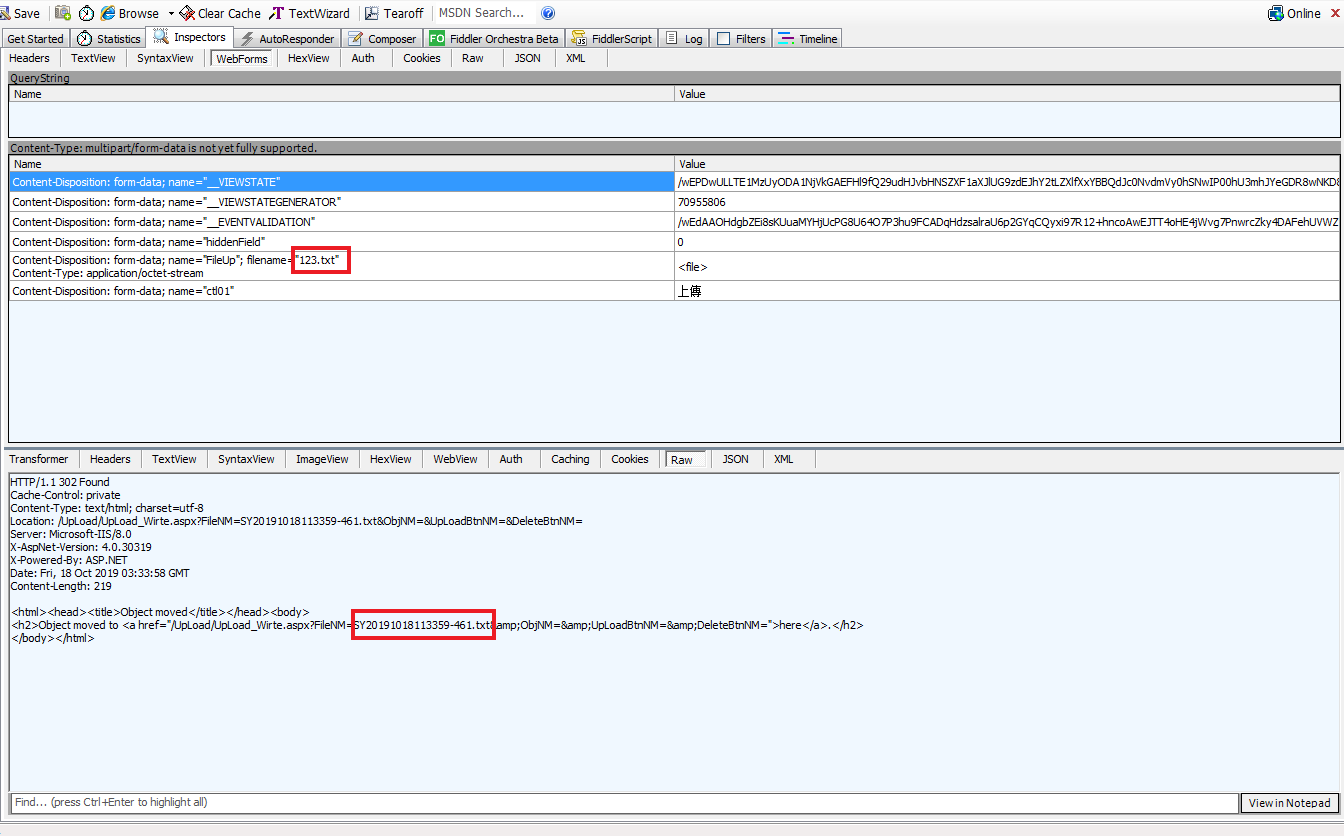 Save Browse Clear Cache TextWizard Tearoff MSDN Search... Online
Get Started Statistics Inspectors AutoResponder Composer FO Fiddler Orchestra Beta FiddlerScript Log Filters Timeline
Headers TextView SyntaxView WebForms HexView Auth Cookies Raw JSON XML
QueryString
Name Value
Content-Type: multipart/form-data is not yet fully supported.
Name Value
Content-Disposition: form-data; name="__VIEWSTATE"
Content-Disposition: form-data; name="__VIEWSTATEGENERATOR" 70955806
Content-Disposition: form-data; name="__EVENTVALIDATION"
Content-Disposition: form-data; name="hiddenField" 0
Content-Disposition: form-data; name="FileUp"; filename="123.txt"
Content-Type: application/octet-stream
<file>
Content-Disposition: form-data; name="ctl01" 上傳
Transformer Headers TextView SyntaxView ImageView HexView WebView Auth Caching Cookies Raw JSON XML
HTTP/1.1 302 Found
Cache-Control: private
Content-Type: text/html; charset=utf-8
Location: /UpLoad/UpLoad_Wirte.aspx?FileNM=SY20191018113359-461.txt&ObjNM=&UpLoadBtnNM=&DeleteBtnNM=
Server: Microsoft-IIS/8.0
X-AspNet-Version: 4.0.30319
X-Powered-By: ASP.NET
Date: Fri, 18 Oct 2019 03:33:58 GMT
Content-Length: 219
<html><head><title>Object moved</title></head><body>
<h2>Object moved to <a href="/UpLoad/UpLoad_Wirte.aspx?FileNM=SY20191018113359-461.txt&amp;ObjNM=&amp;UpLoadBtnNM=&amp;DeleteBtnNM=">here</a>.</h2>
</body></html>
Find... (press Ctrl+Enter to highlight all) View in Notepad